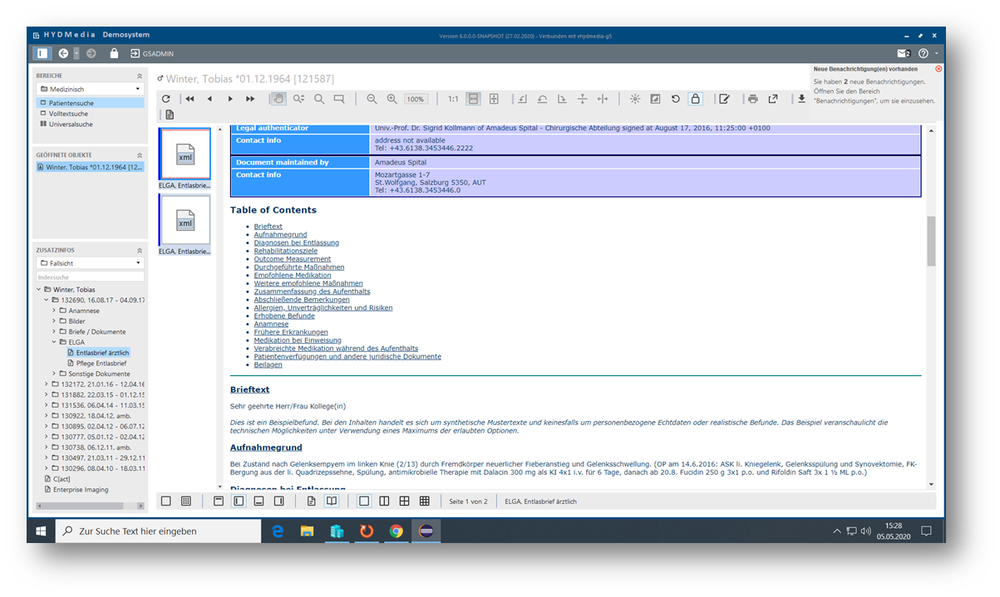 HYDMedia Demosystem
Version 6.0.0.0-SNAPSHOT (27.02.2020) - Verbunden mit vhydmedia-g5
G5ADMIN
2
BEREICHE
Medizinisch
Patientensuche
Volltextsuche
Universalsuche
GEÖFFNETE OBJEKTE
Winter, Tobias *01.12.1964 [12...
ZUSATZINFOS
Fallsicht
Indexsuche
Winter, Tobias
132690, 16.08.17 - 04.09.17
Anamnese
Bilder
Briefe / Dokumente
ELGA
Entlasbrief ärztlich
Pflege Entlasbrief
Sonstige Dokumente
132172, 21.01.16 - 12.04.16
131882, 22.03.15 - 01.12.15
131536, 06.04.14 - 11.03.15
130922, 18.04.12, amb.
130895, 02.04.12 - 06.07.12
130777, 05.01.12 - 02.04.12
130738, 06.12.11, amb.
130497, 21.03.11 - 29.12.11
130296, 08.04.10 - 18.03.11
C[act]
Enterprise Imaging
Winter, Tobias *01.12.1964 [121587]
Neue Benachrichtigung(en) vorhanden
Sie haben 2 neue Benachrichtigungen.
Öffnen Sie den Bereich
"Benachrichtigungen", um sie einzusehen.
100%
1:1
xml
ELGA, Entlasbrie...
xml
ELGA, Entlasbrie...
Legal authenticator Univ.-Prof. Dr. Sigrid Kollmann of Amadeus Spital - Chirurgische Abteilung signed at August 17, 2016, 11:25:00 +0100
Contact info address not available
Tel: +43.6138.3453446.2222
Document maintained by Amadeus Spital
Contact info Mozartgasse 1-7
St.Wolfgang, Salzburg 5350, AUT
Tel: +43.6138.3453446.0
Table of Contents
Brieftext
Aufnahmegrund
Diagnosen bei Entlassung
Rehabilitationsziele
Outcome Measurement
Durchgeführte Maßnahmen
Empfohlene Medikation
Weitere empfohlene Maßnahmen
Zusammenfassung des Aufenthalts
Abschließende Bemerkungen
Allergien, Unverträglichkeiten und Risiken
Erhobene Befunde
Anamnese
Frühere Erkrankungen
Medikation bei Einweisung
Verabreichte Medikation während des Aufenthalts
Patientenverfügungen und andere juridische Dokumente
Beilagen
Brieftext
Sehr geehrte Herr/Frau Kollege(in)
Dies ist ein Beispielbefund. Bei den Inhalten handelt es sich um synthetische Mustertexte und keinesfalls um personenbezogene Echtdaten oder realistische Befunde. Das Beispiel veranschaulicht die
technischen Möglichkeiten unter Verwendung eines Maximums der erlaubten Optionen.
Aufnahmegrund
Bei Zustand nach Gelenksempyem im linken Knie (2/13) durch Fremdkörper neuerlicher Fieberanstieg und Gelenksschwellung. (OP am 14.6.2016: ASK li. Kniegelenk, Gelenksspülung und Synovektomie, FK-
Bergung aus der li. Quadrizepssehne, Spülung, antimikrobielle Therapie mit Dalacin 300 mg als KI 4x1 i.v. für 6 Tage, danach ab 20.8. Fucidin 250 g 3x1 p.o. und Rifoldin Saft 3x 1 ½ ML p.o.)
Diagnosen bei Entlassung
Seite 1 von 2
ELGA, Entlasbrief ärztlich
Zur Suche Text hier eingeben
15:28
05.05.2020